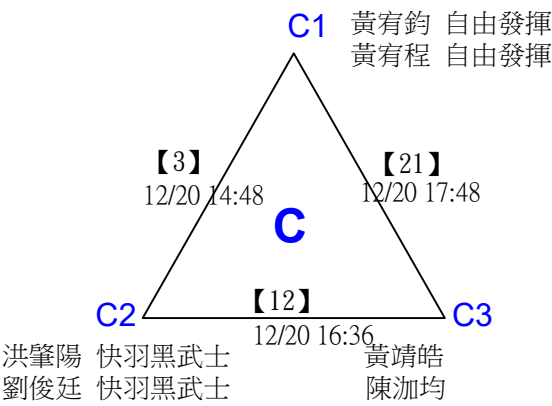 C1
黃宥鈞 自由發揮
黃宥程 自由發揮
【3】
12/20 14:48
【21】
12/20 17:48
C
【12】
12/20 16:36
C2
洪肇陽 快羽黑武士
劉俊廷 快羽黑武士
C3
黃靖皓
陳泇均